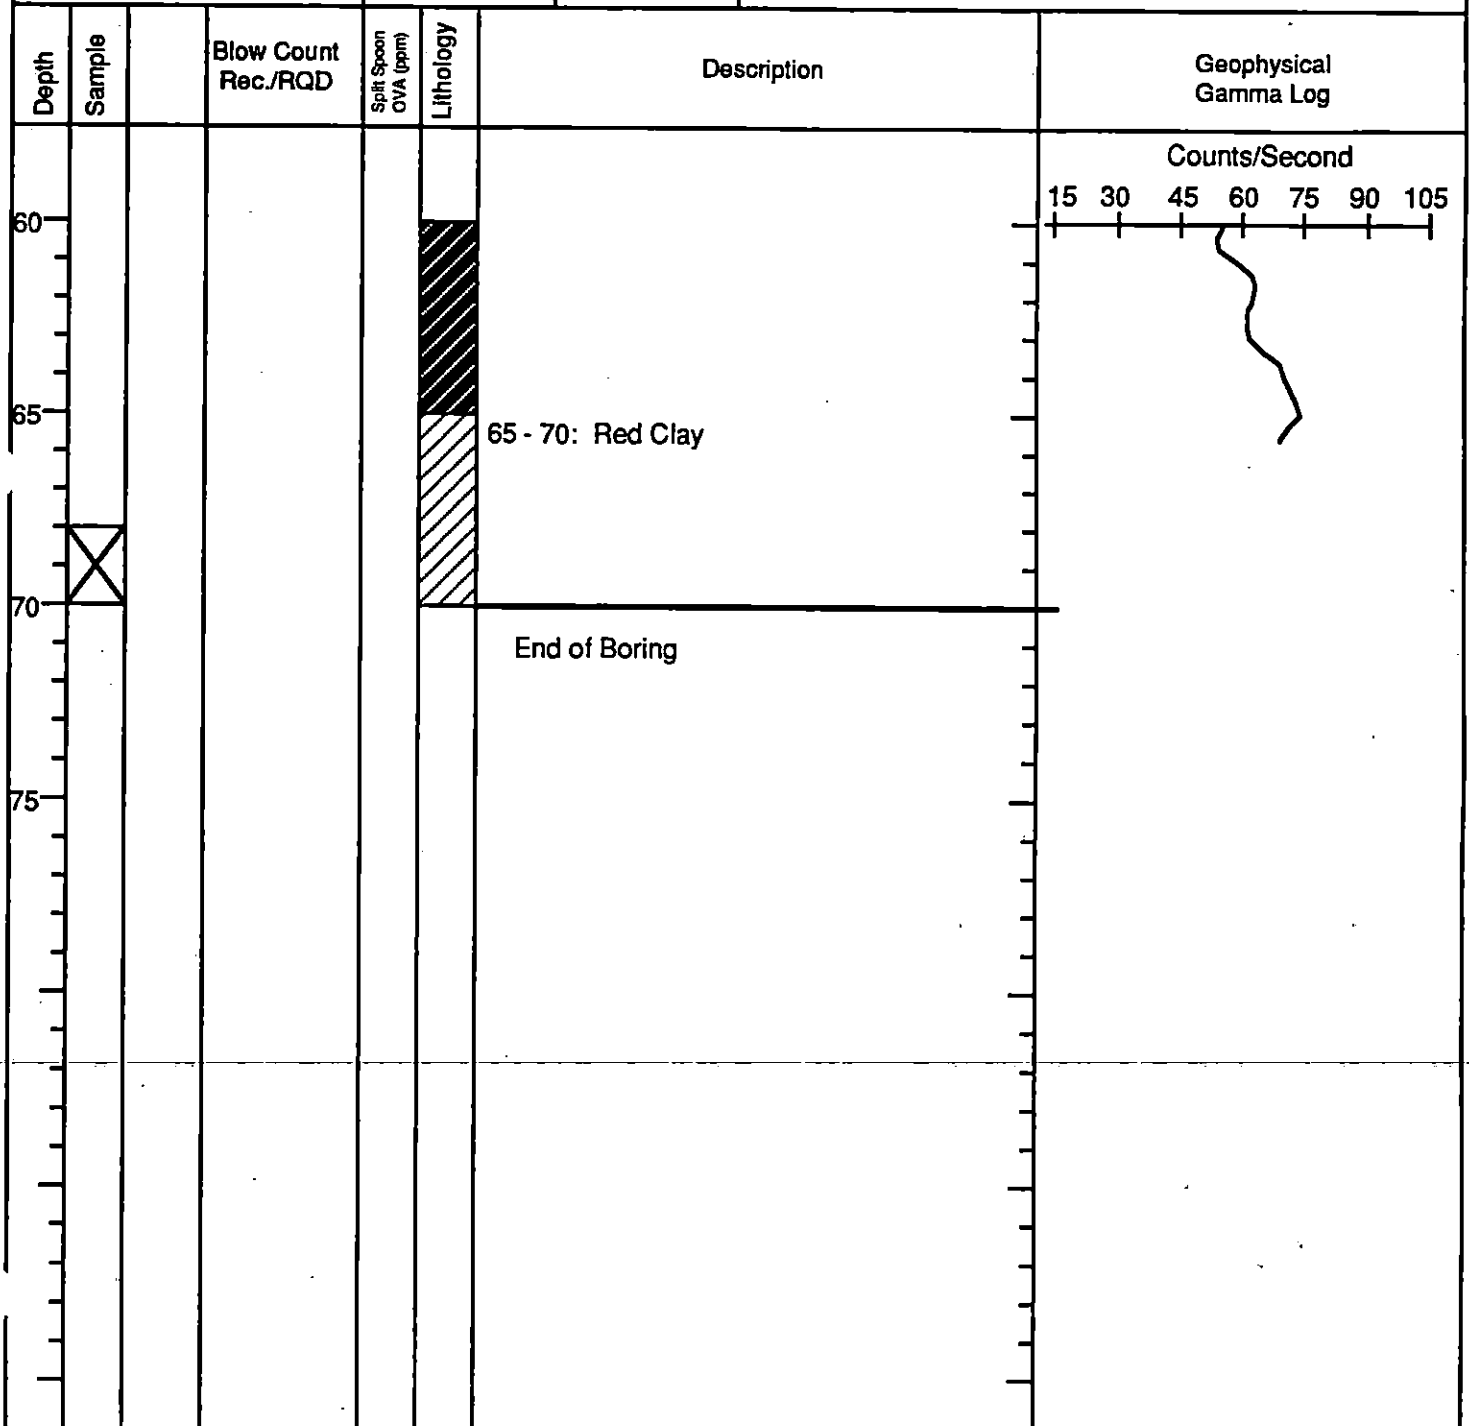 Depth
Sample
Blow Count
Rec./RQD
Split Spoon
OVA (ppm)
Lithology
Description
Geophysical
Gamma Log
Counts/Second
15 30 45 60 75 90 105
60
65
65 - 70: Red Clay
70
End of Boring
75